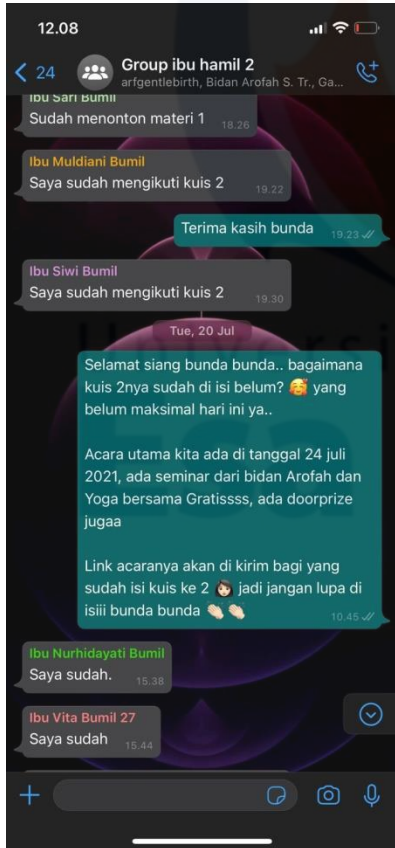 12.08
24
Group ibu hamil 2
arfgentlebirth, Bidan Arofah S. Tr., Ga...
Ibu Sari Bumil
Sudah menonton materi 1
18.26
Ibu Muldiani Bumil
Saya sudah mengikuti kuis 2
19.22
Terima kasih bunda
19.23
Ibu Siwi Bumil
Saya sudah mengikuti kuis 2
19.30
Tue, 20 Jul
Selamat siang bunda bunda.. bagaimana
kuis 2nya sudah di isi belum? 🥰 yang
belum maksimal hari ini ya..
Acara utama kita ada di tanggal 24 juli
2021, ada seminar dari bidan Arofah dan
Yoga bersama Gratissss, ada doorprize
jugaa
Link acaranya akan di kirim bagi yang
sudah isi kuis ke 2 👩🏻 jadi jangan lupa di
isiii bunda bunda 👏🏻👏🏻
10.45
Ibu Nurhidayati Bumil
Saya sudah.
15.38
Ibu Vita Bumil 27
Saya sudah
15.44